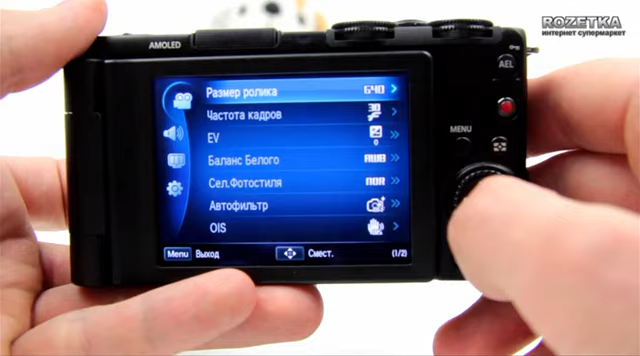 ROZETKA
интернет супермаркет
AMOLED
AEL
MENU
Размер ролика 640
Частота кадров 30
EV 0
Баланс Белого AWB
Сел.Фотостиля NOR
Автофильтр
OIS
Menu Выход Смест. (1/2)